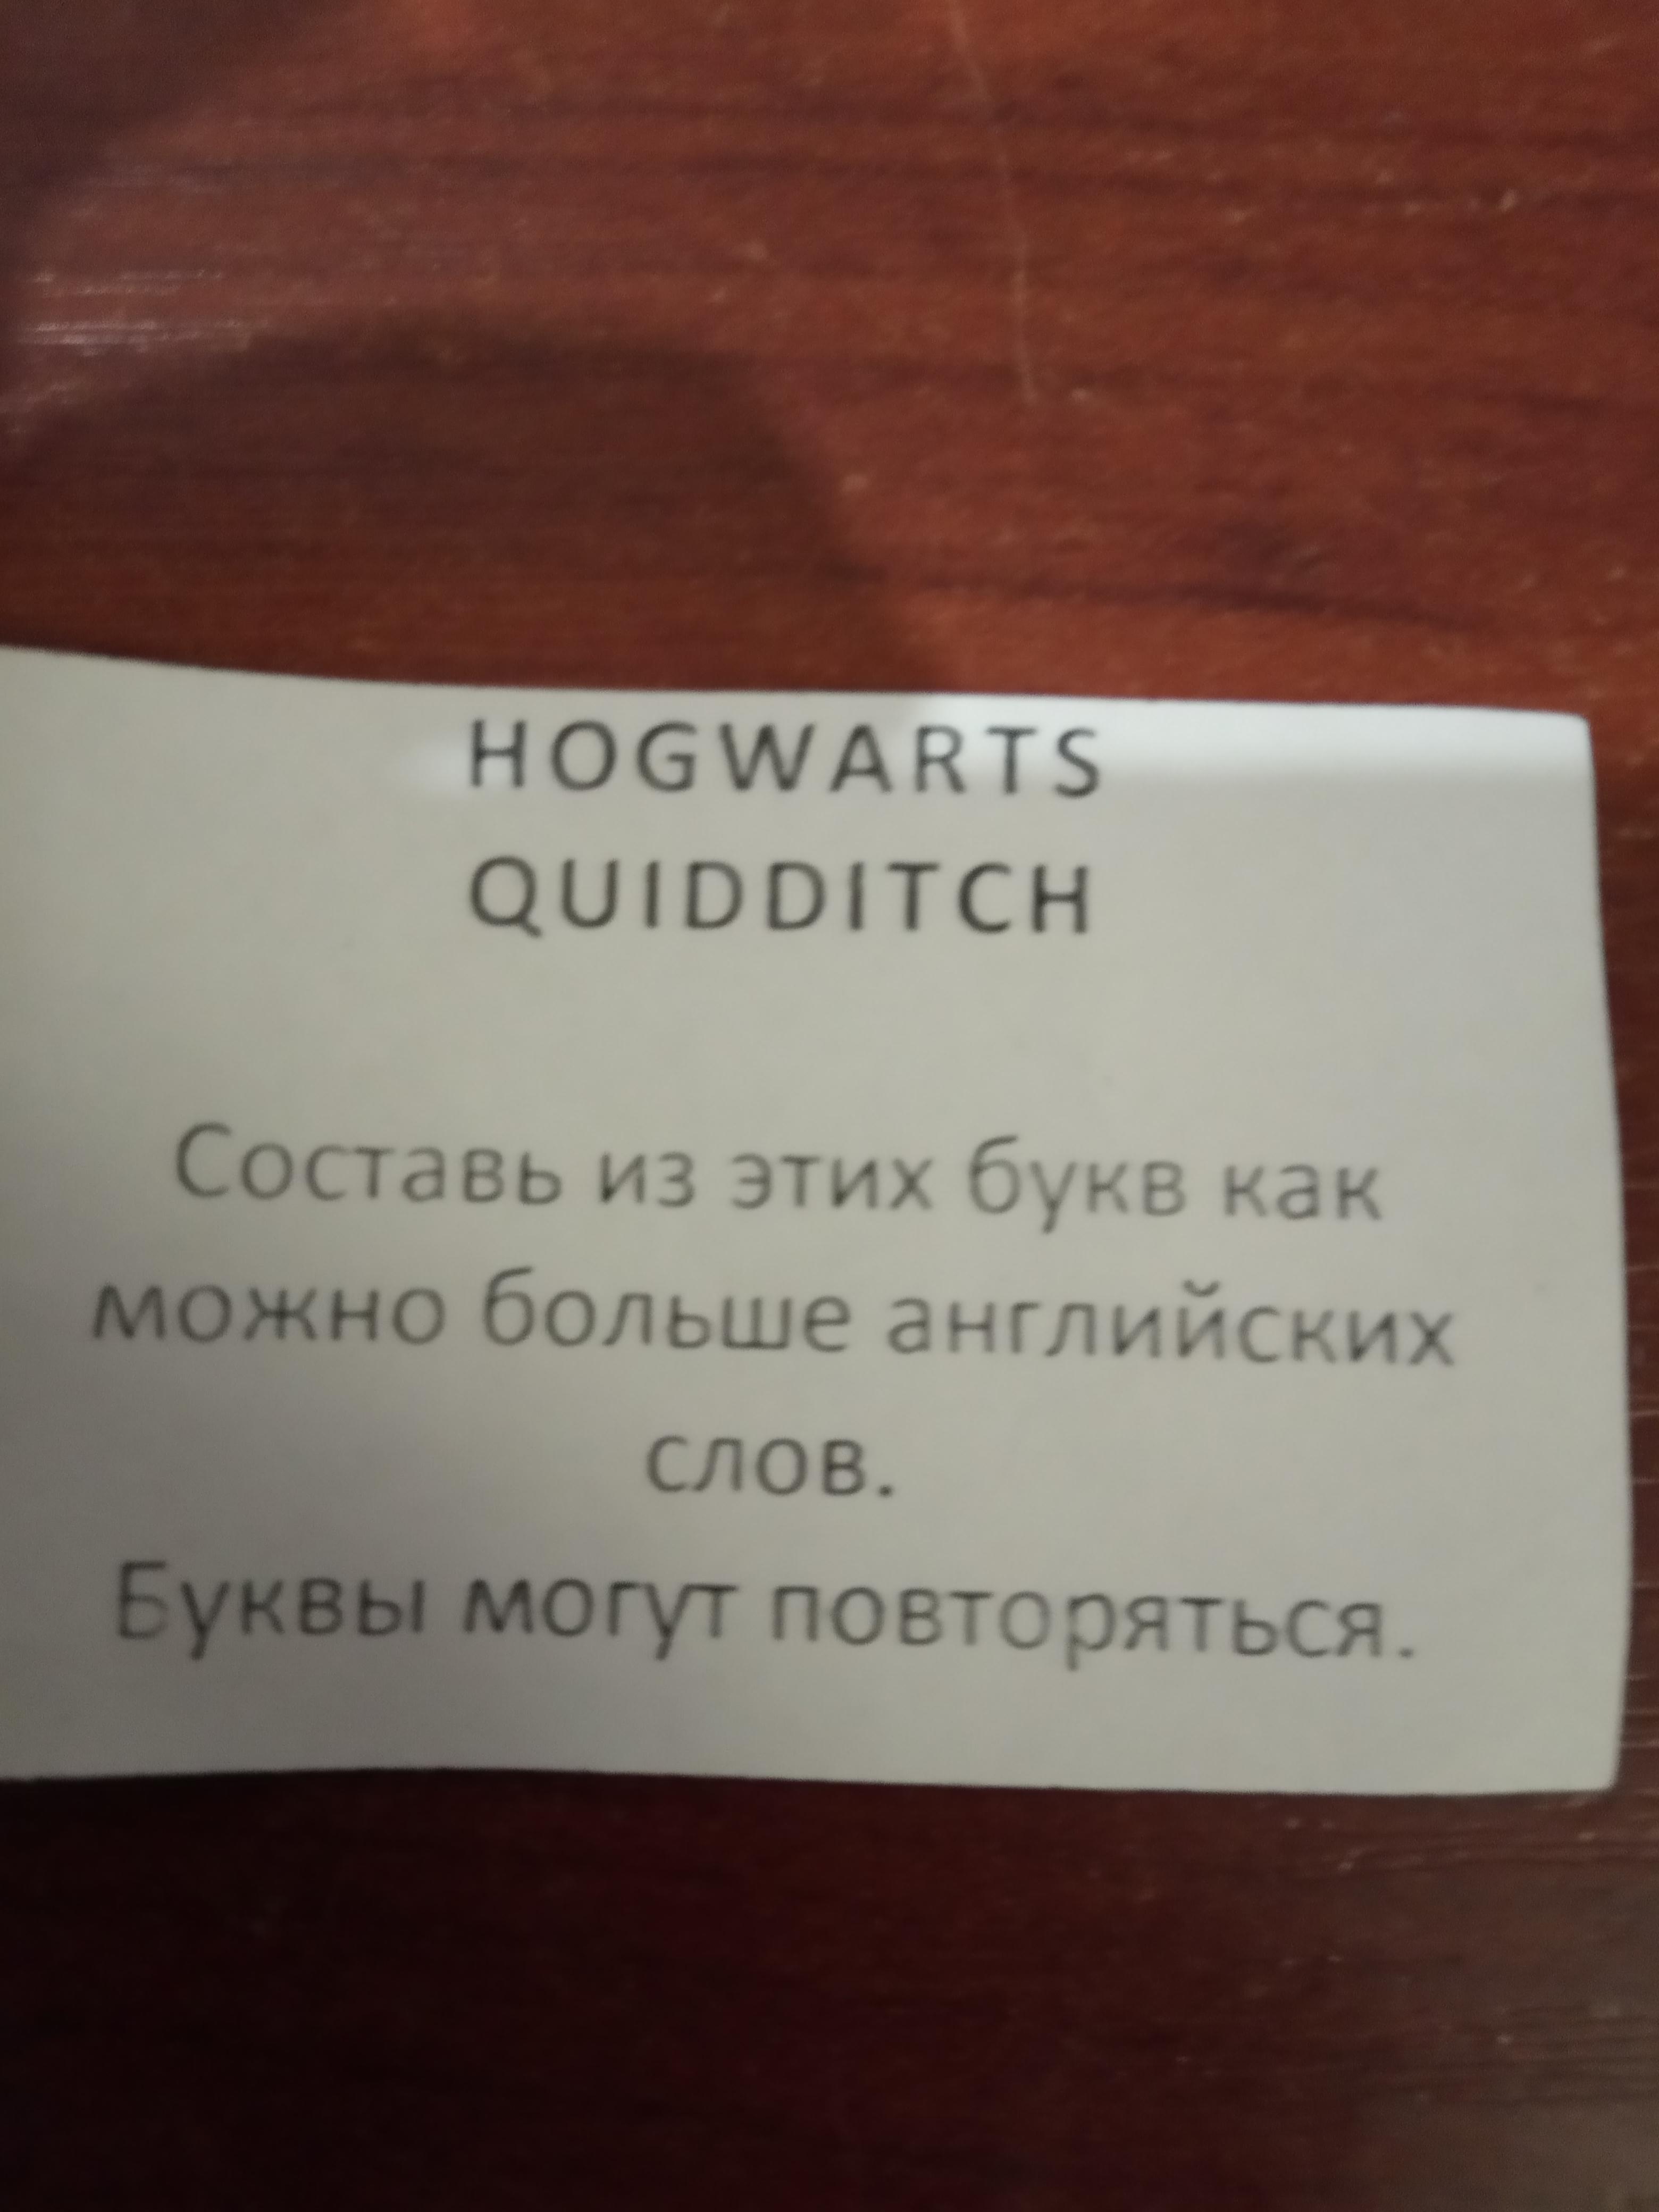 HOGWARTS
QUIDDITCH
Составь из этих букв как
можно больше английских
слов.
Буквы могут повторяться.